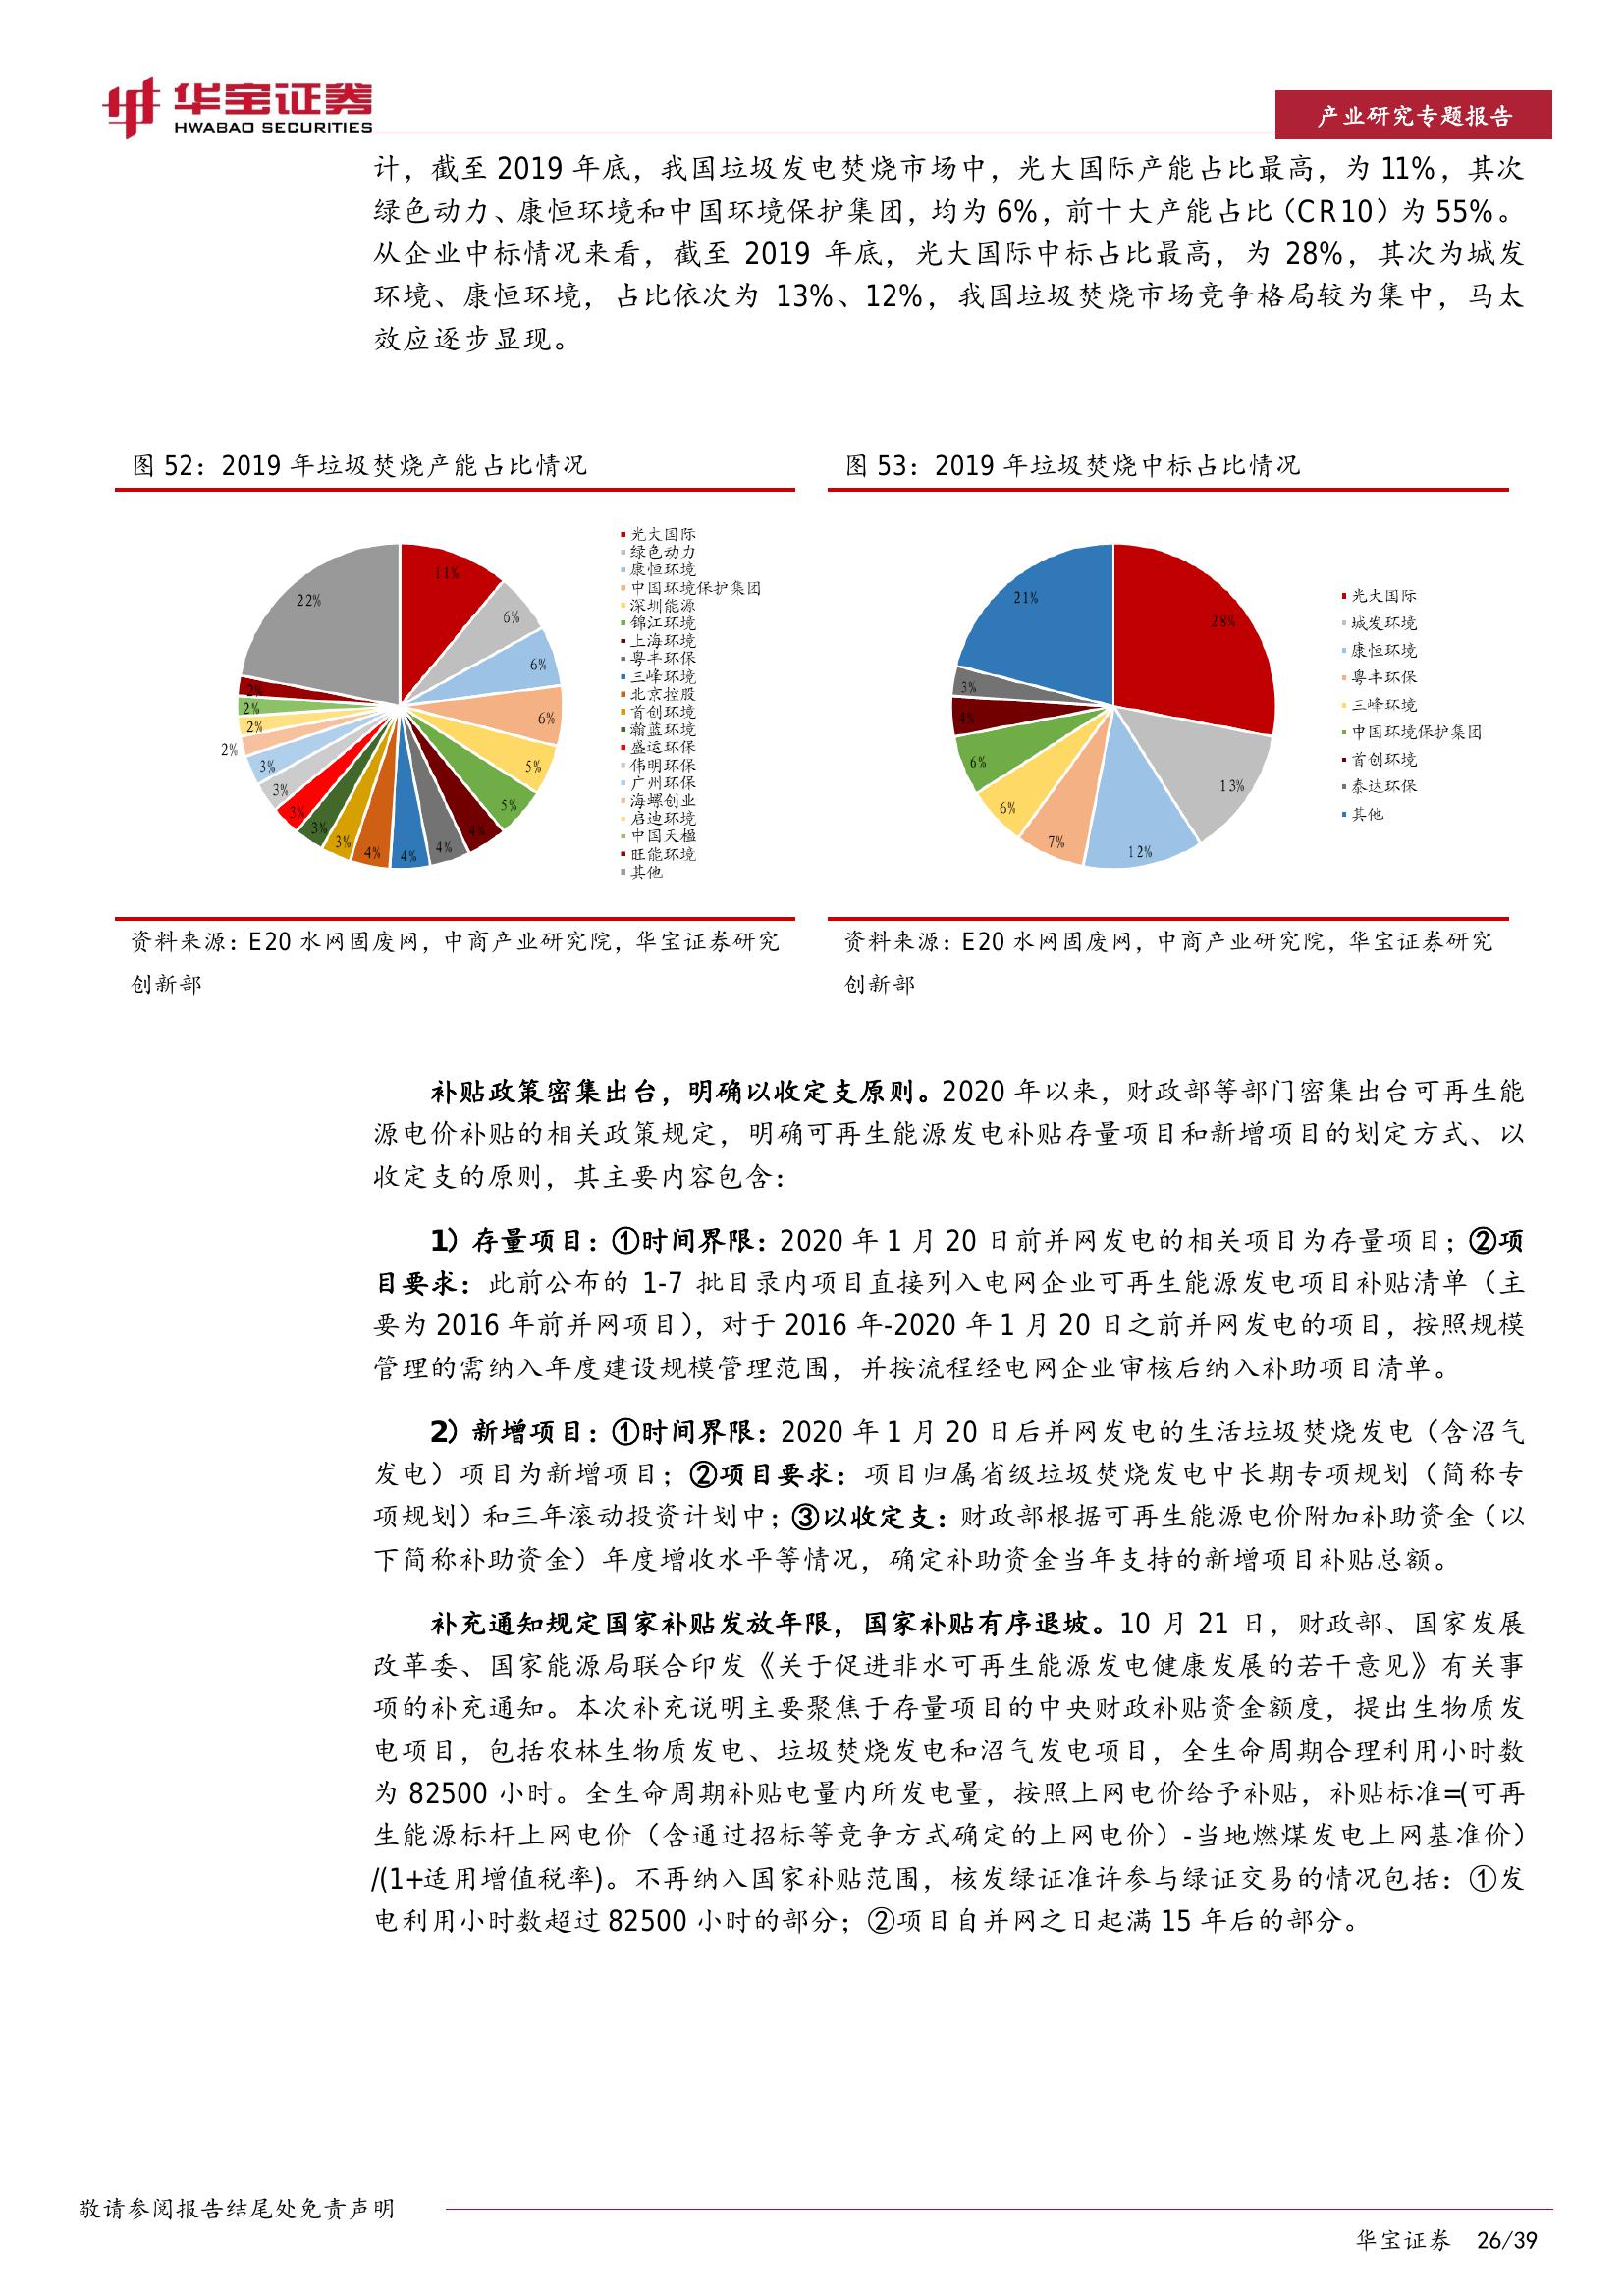 华宝证券
HWABAO SECURITIES
产业研究专题报告
计，截至 2019 年底，我国垃圾发电焚烧市场中，光大国际产能占比最高，为 11%，其次
绿色动力、康恒环境和中国环境保护集团，均为 6%，前十大产能占比（CR10）为 55%。
从企业中标情况来看，截至 2019 年底，光大国际中标占比最高，为 28%，其次为城发
环境、康恒环境，占比依次为 13%、12%，我国垃圾焚烧市场竞争格局较为集中，马太
效应逐步显现。
图 52：2019 年垃圾焚烧产能占比情况
11%
6%
6%
6%
5%
5%
4%
4%
4%
4%
3%
3%
3%
3%
3%
2%
2%
2%
2%
22%
光大国际
绿色动力
康恒环境
中国环境保护集团
深圳能源
锦江环境
上海环境
粤丰环保
三峰环境
北京控股
首创环境
瀚蓝环境
盛运环保
伟明环保
广州环保
海螺创业
启迪环境
中国天楹
旺能环境
其他
资料来源：E20 水网固废网，中商产业研究院，华宝证券研究
创新部
图 53：2019 年垃圾焚烧中标占比情况
28%
13%
12%
7%
6%
6%
4%
3%
21%
光大国际
城发环境
康恒环境
粤丰环保
三峰环境
中国环境保护集团
首创环境
泰达环保
其他
资料来源：E20 水网固废网，中商产业研究院，华宝证券研究
创新部
补贴政策密集出台，明确以收定支原则。2020 年以来，财政部等部门密集出台可再生能
源电价补贴的相关政策规定，明确可再生能源发电补贴存量项目和新增项目的划定方式、以
收定支的原则，其主要内容包含：
1）存量项目：①时间界限：2020 年 1 月 20 日前并网发电的相关项目为存量项目；②项
目要求：此前公布的 1-7 批目录内项目直接列入电网企业可再生能源发电项目补贴清单（主
要为 2016 年前并网项目），对于 2016 年-2020 年 1 月 20 日之前并网发电的项目，按照规模
管理的需纳入年度建设规模管理范围，并按流程经电网企业审核后纳入补助项目清单。
2）新增项目：①时间界限：2020 年 1 月 20 日后并网发电的生活垃圾焚烧发电（含沼气
发电）项目为新增项目；②项目要求：项目归属省级垃圾焚烧发电中长期专项规划（简称专
项规划）和三年滚动投资计划中；③以收定支：财政部根据可再生能源电价附加补助资金（以
下简称补助资金）年度增收水平等情况，确定补助资金当年支持的新增项目补贴总额。
补充通知规定国家补贴发放年限，国家补贴有序退坡。10 月 21 日，财政部、国家发展
改革委、国家能源局联合印发《关于促进非水可再生能源发电健康发展的若干意见》有关事
项的补充通知。本次补充说明主要聚焦于存量项目的中央财政补贴资金额度，提出生物质发
电项目，包括农林生物质发电、垃圾焚烧发电和沼气发电项目，全生命周期合理利用小时数
为 82500 小时。全生命周期补贴电量内所发电量，按照上网电价给予补贴，补贴标准=(可再
生能源标杆上网电价（含通过招标等竞争方式确定的上网电价）-当地燃煤发电上网基准价）
/(1+适用增值税率)。不再纳入国家补贴范围，核发绿证准许参与绿证交易的情况包括：①发
电利用小时数超过 82500 小时的部分；②项目自并网之日起满 15 年后的部分。
敬请参阅报告结尾处免责声明
华宝证券 26/39